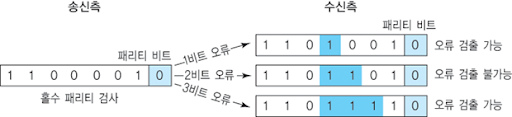 송신측
수신측
패리티 비트
1 1 0 0 0 0 1 0
홀수 패리티 검사
1비트 오류
2비트 오류
3비트 오류
패리티 비트
1 1 0 1 0 0 1 0 오류 검출 가능
1 1 0 1 1 0 1 0 오류 검출 불가능
1 1 0 1 1 1 1 0 오류 검출 가능